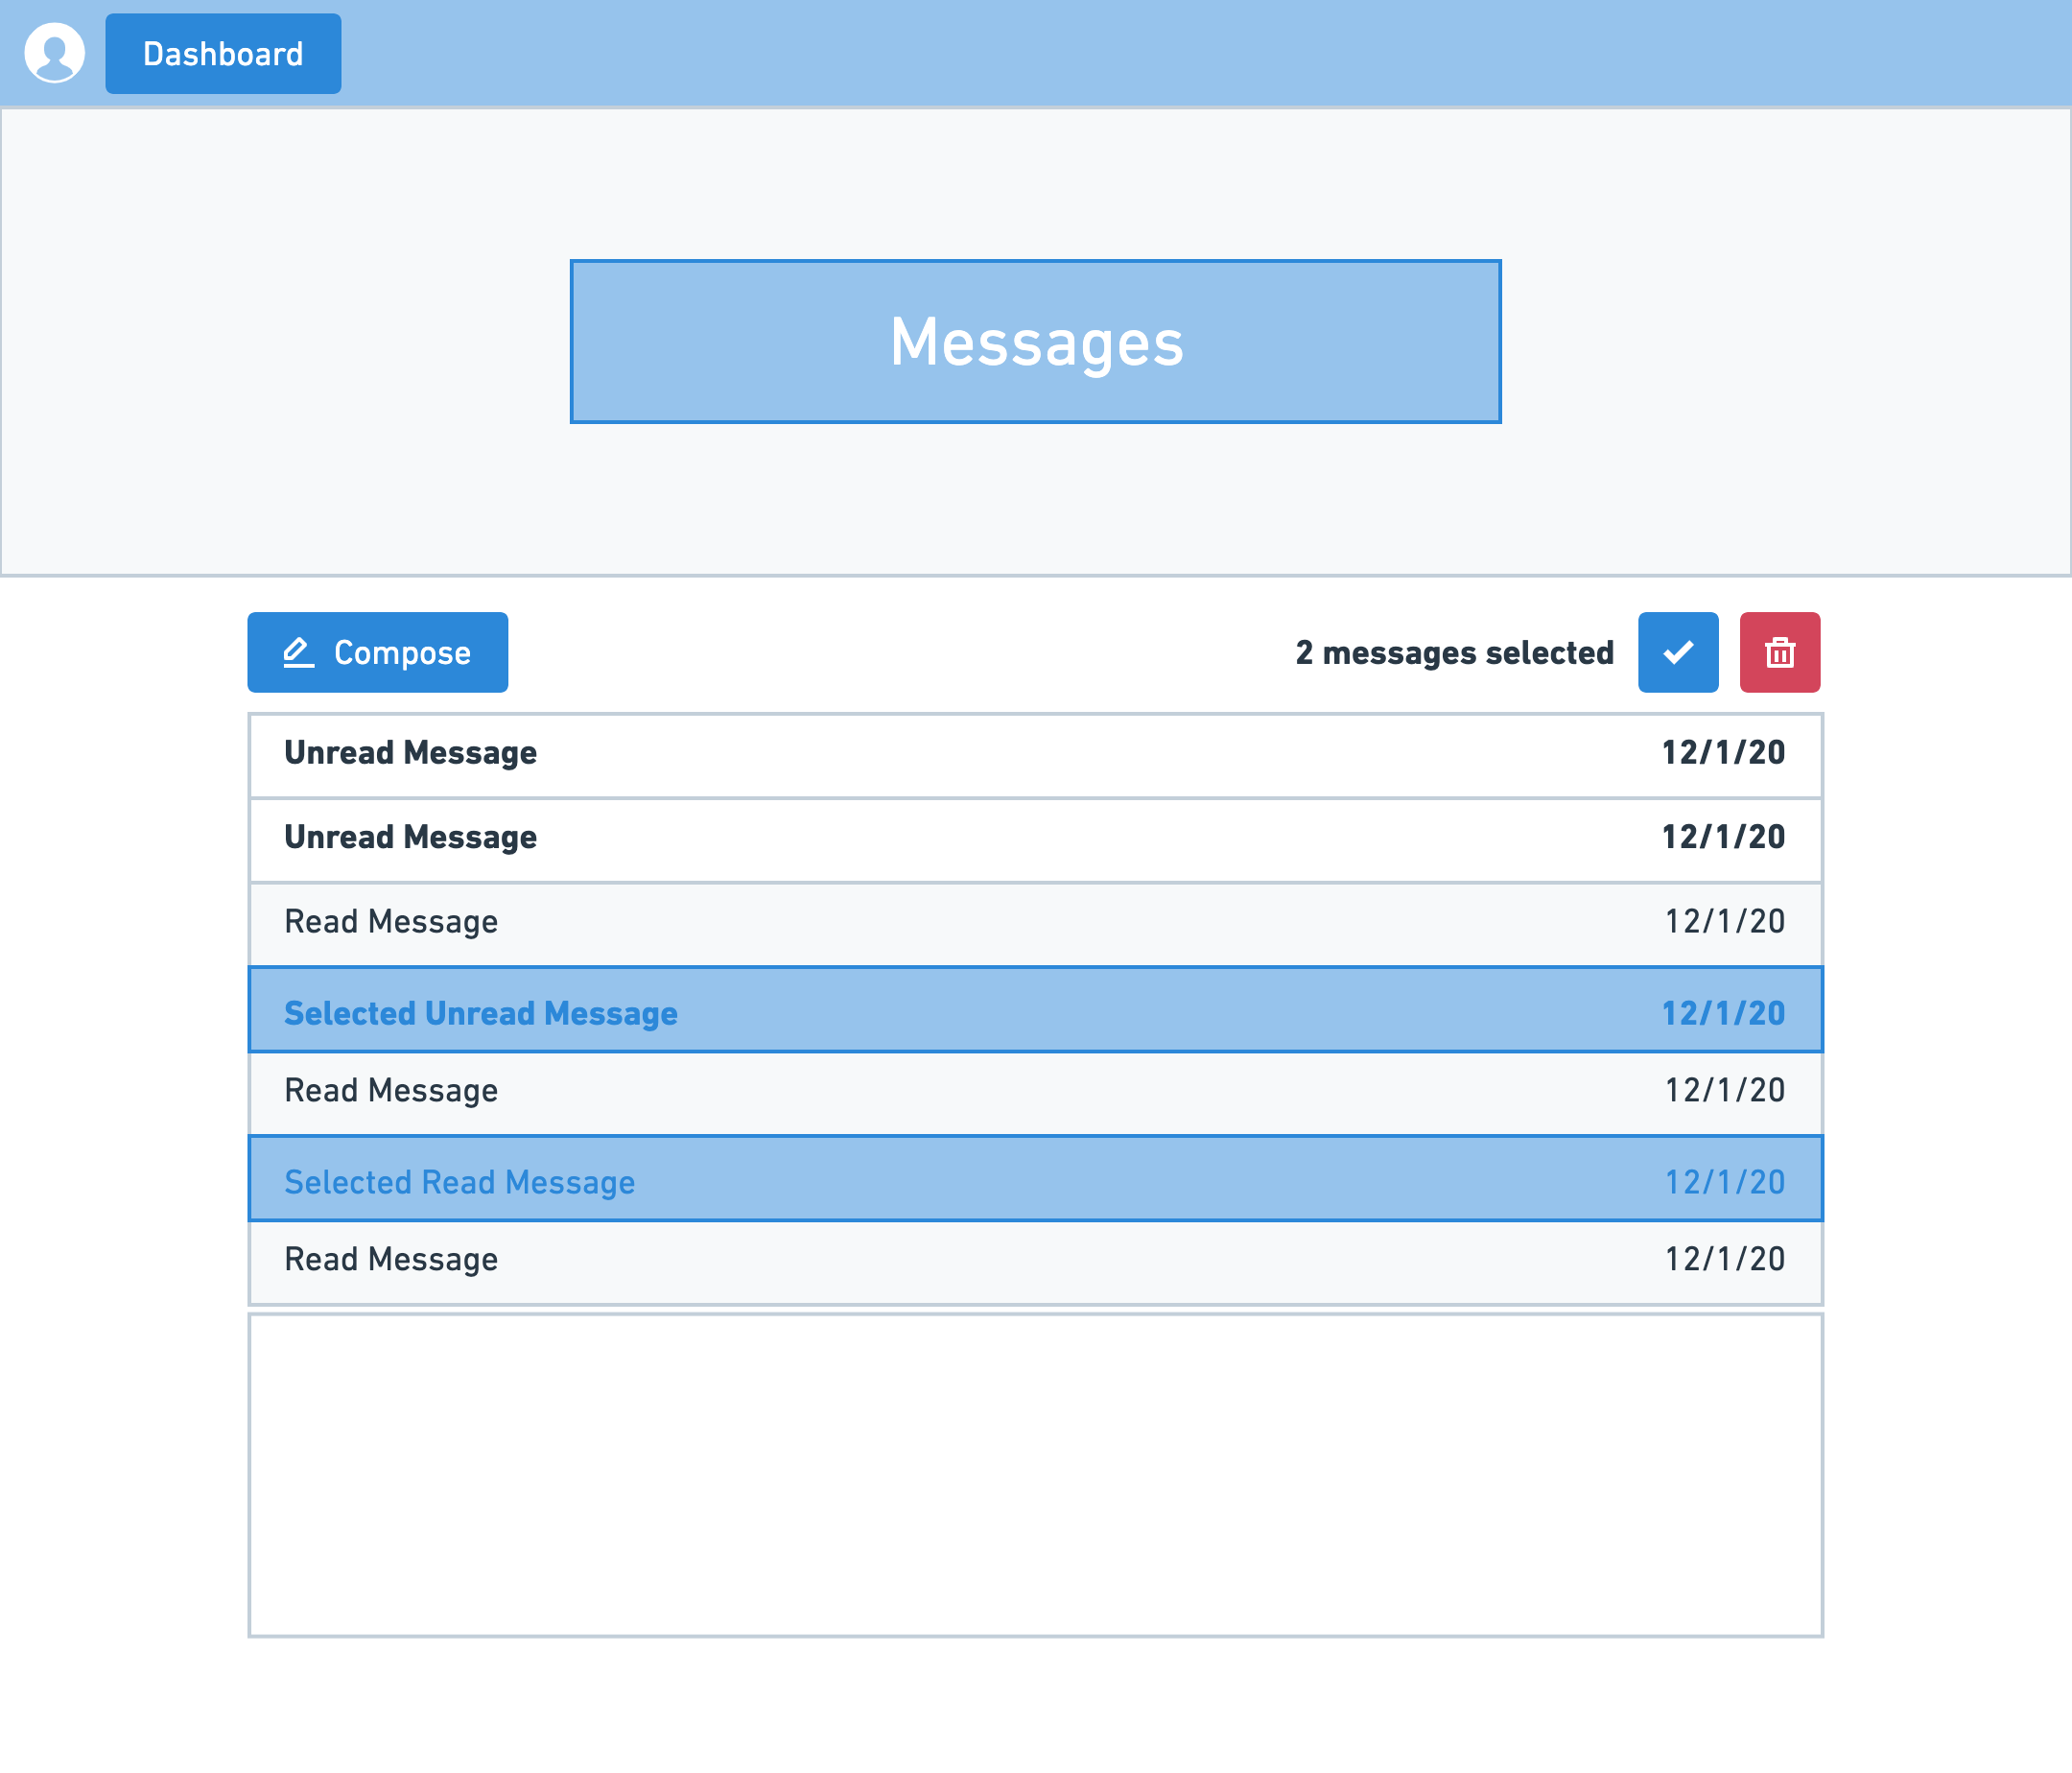 Dashboard
Messages
Compose
2 messages selected
Unread Message 12/1/20
Unread Message 12/1/20
Read Message 12/1/20
Selected Unread Message 12/1/20
Read Message 12/1/20
Selected Read Message 12/1/20
Read Message 12/1/20